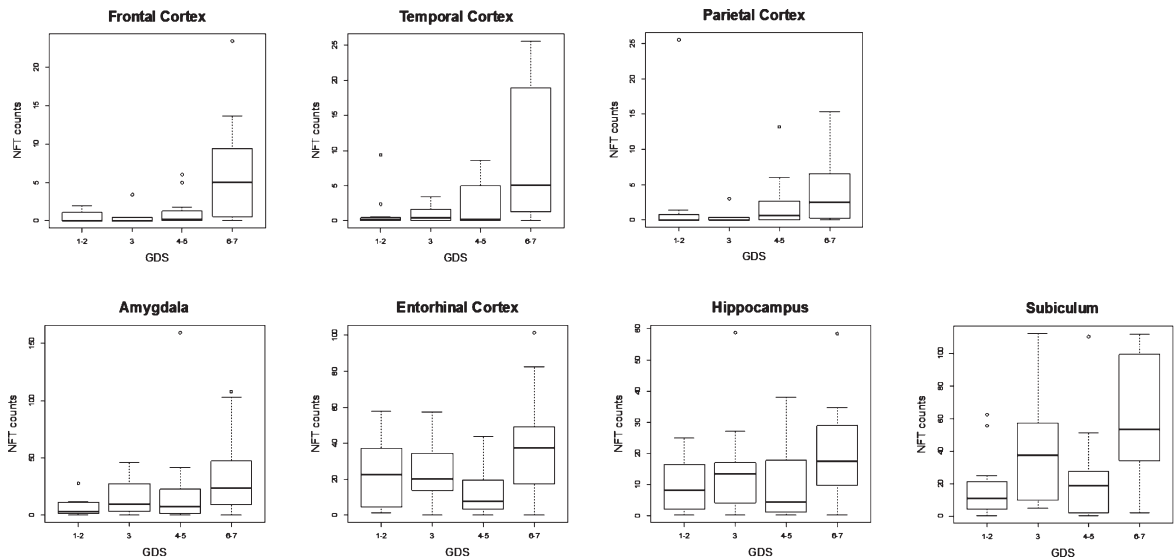 Frontal Cortex
NFT counts
0 5 10 15 20
1-2 3 4-5 6-7
GDS
Temporal Cortex
NFT counts
0 5 10 15 20 25
1-2 3 4-5 6-7
GDS
Parietal Cortex
NFT counts
0 5 10 15 20 25
1-2 3 4-5 6-7
GDS
Amygdala
NFT counts
0 50 100 150
1-2 3 4-5 6-7
GDS
Entorhinal Cortex
NFT counts
0 20 40 60 80 100
1-2 3 4-5 6-7
GDS
Hippocampus
NFT counts
0 10 20 30 40 50 60
1-2 3 4-5 6-7
GDS
Subiculum
NFT counts
0 20 40 60 80 100
1-2 3 4-5 6-7
GDS